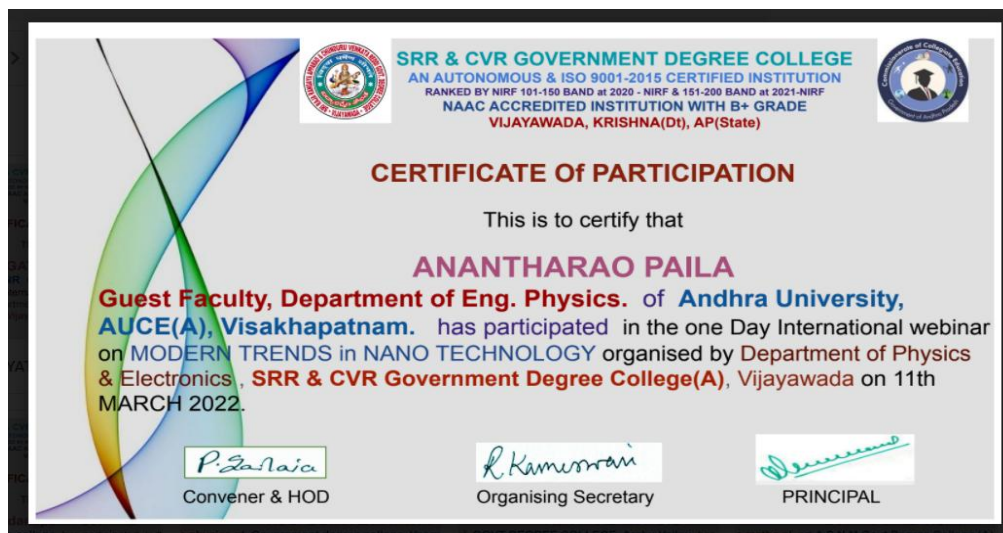 SRR & CVR GOVERNMENT DEGREE COLLEGE
AN AUTONOMOUS & ISO 9001-2015 CERTIFIED INSTITUTION
RANKED BY NIRF 101-150 BAND at 2020 - NIRF & 151-200 BAND at 2021-NIRF
NAAC ACCREDITED INSTITUTION WITH B+ GRADE
VIJAYAWADA, KRISHNA(Dt), AP(State)
CERTIFICATE Of PARTICIPATION
This is to certify that
ANANTHARAO PAILA
Guest Faculty, Department of Eng. Physics. of Andhra University,
AUCE(A), Visakhapatnam. has participated in the one Day International webinar
on MODERN TRENDS in NANO TECHNOLOGY organised by Department of Physics
& Electronics , SRR & CVR Government Degree College(A), Vijayawada on 11th
MARCH 2022.
R. Kameswari
Convener & HOD
Organising Secretary
PRINCIPAL